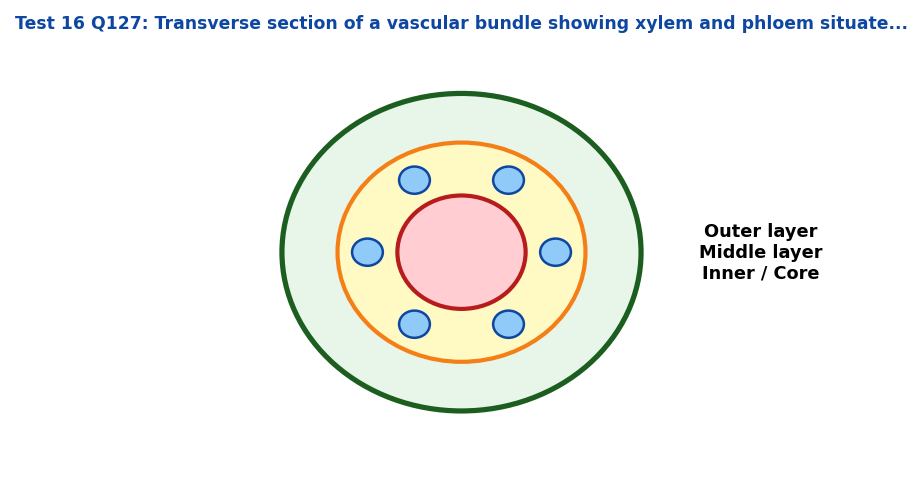 Test 16 Q127: Transverse section of a vascular bundle showing xylem and phloem situate...
Outer layer
Middle layer
Inner / Core